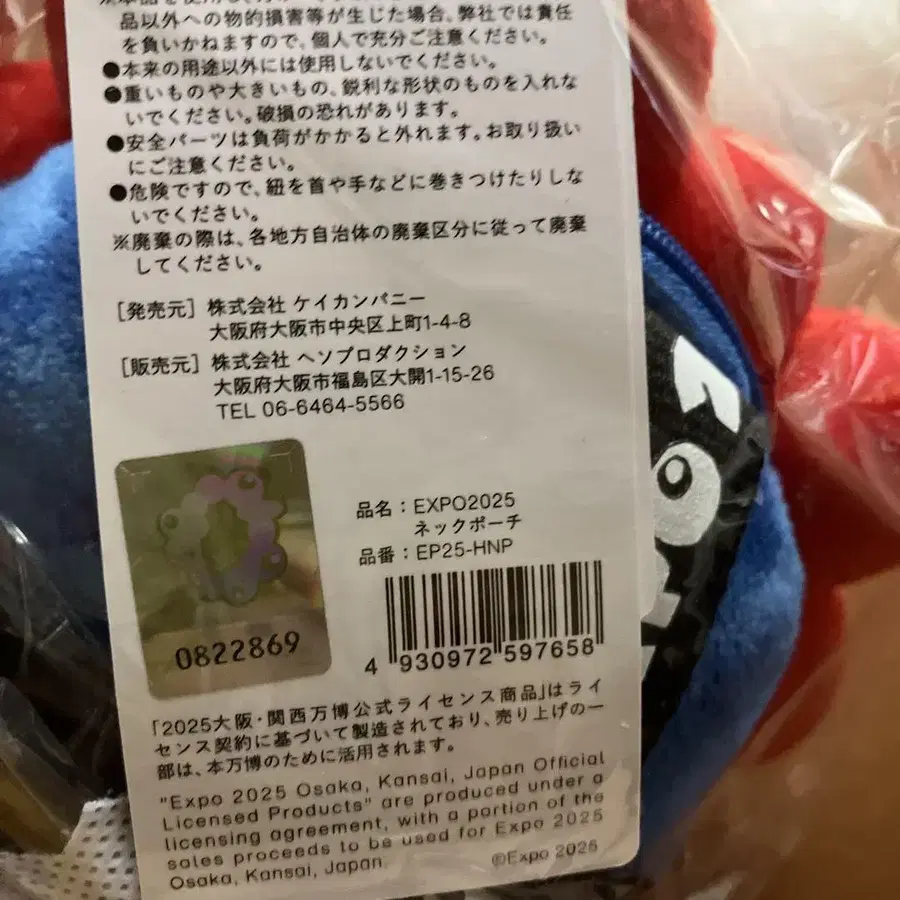 ※本品を使用し、
品以外への物的損害等が生じた場合、弊社では責任
を負いかねますので、個人で充分ご注意ください。
●本来の用途以外には使用しないでください。
●重いものや大きいもの、鋭利な形状のものを入れな
いでください。破損の恐れがあります。
●安全パーツは負荷がかかると外れます。お取り扱い
にご注意ください。
●危険ですので、紐を首や手などに巻きつけたりしな
いでください。
※廃棄の際は、各地方自治体の廃棄区分に従って廃棄
してください。
[発売元] 株式会社 ケイカンパニー
大阪府大阪市中央区上町1-4-8
[販売元] 株式会社 ヘソプロダクション
大阪府大阪市福島区大開1-15-26
TEL 06-6464-5566
0822869
品名：EXPO2025
ネックポーチ
品番：EP25-HNP
4 930972 597658
「2025大阪・関西万博公式ライセンス商品」はライ
センス契約に基づいて製造されており、売り上げの一
部は、本万博のために活用されます。
"Expo 2025 Osaka, Kansai, Japan Official
Licensed Products" are produced under a
licensing agreement, with a portion of the
sales proceeds to be used for Expo 2025
Osaka, Kansai, Japan.
©Expo 2025